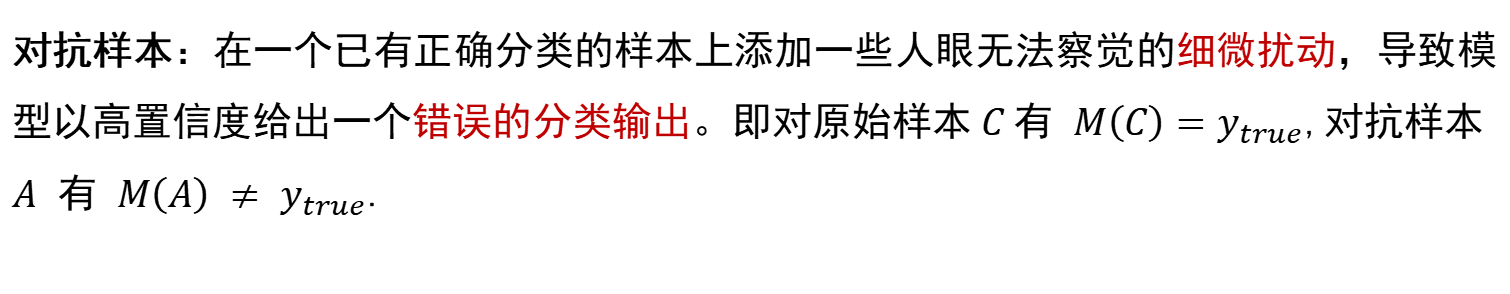 对抗样本：在一个已有正确分类的样本上添加一些人眼无法察觉的细微扰动，导致模
型以高置信度给出一个错误的分类输出。即对原始样本 C 有 M(C) = y_true, 对抗样本
A 有 M(A) ≠ y_true.